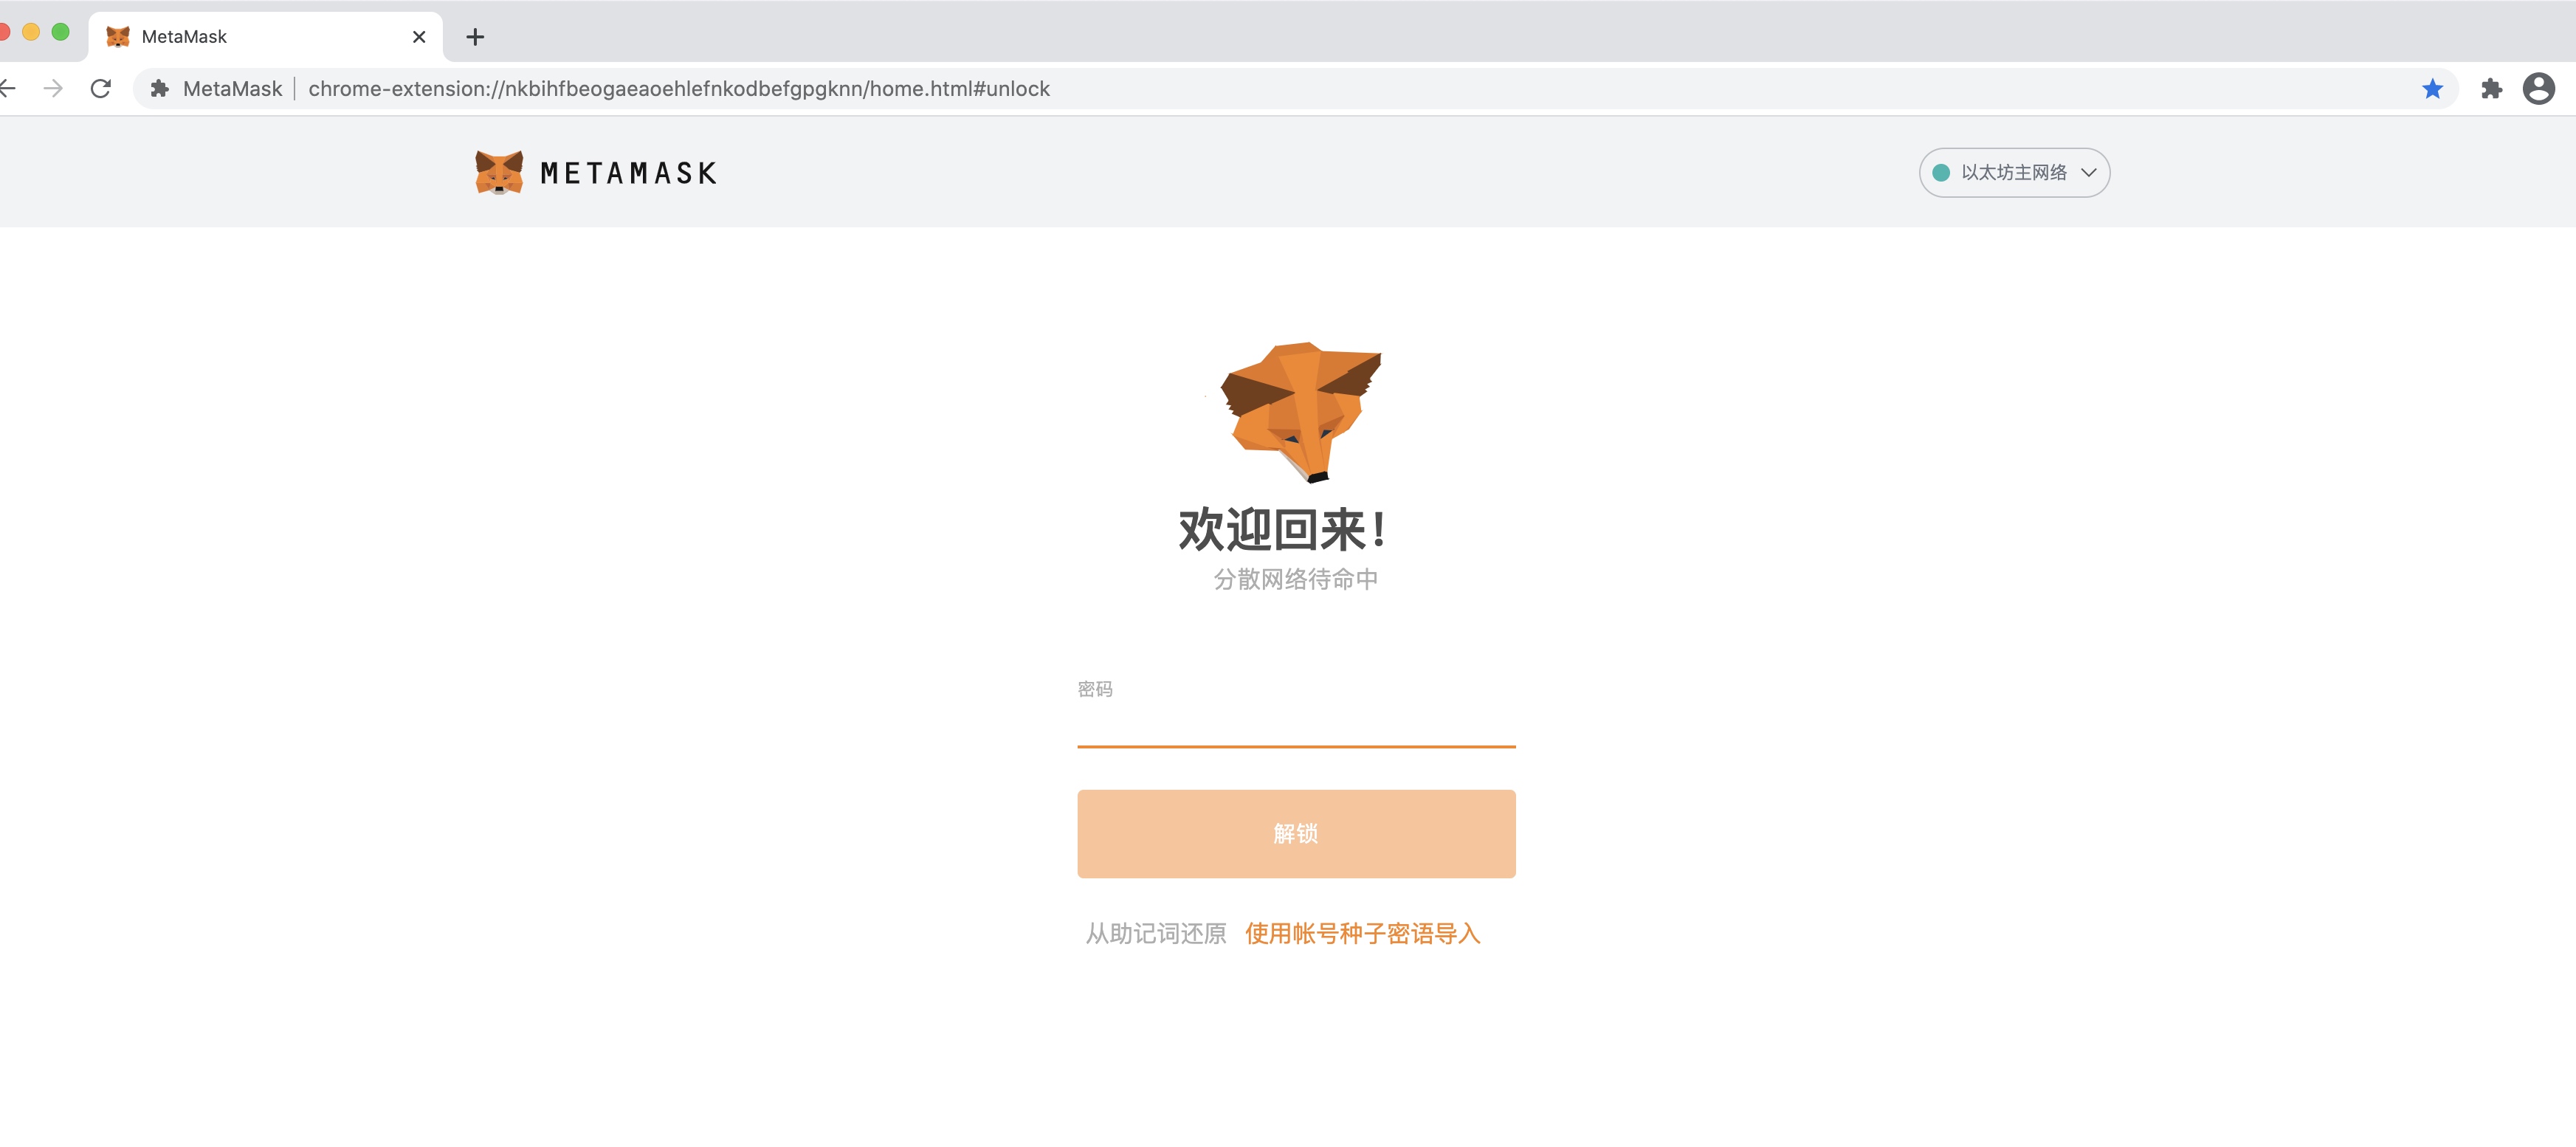 MetaMask
MetaMask | chrome-extension://nkbihfbeogaeaoehlefnkodbefgpgknn/home.html#unlock
METAMASK
以太坊主网络
欢迎回来!
分散网络待命中
密码
解锁
从助记词还原 使用帐号种子密语导入